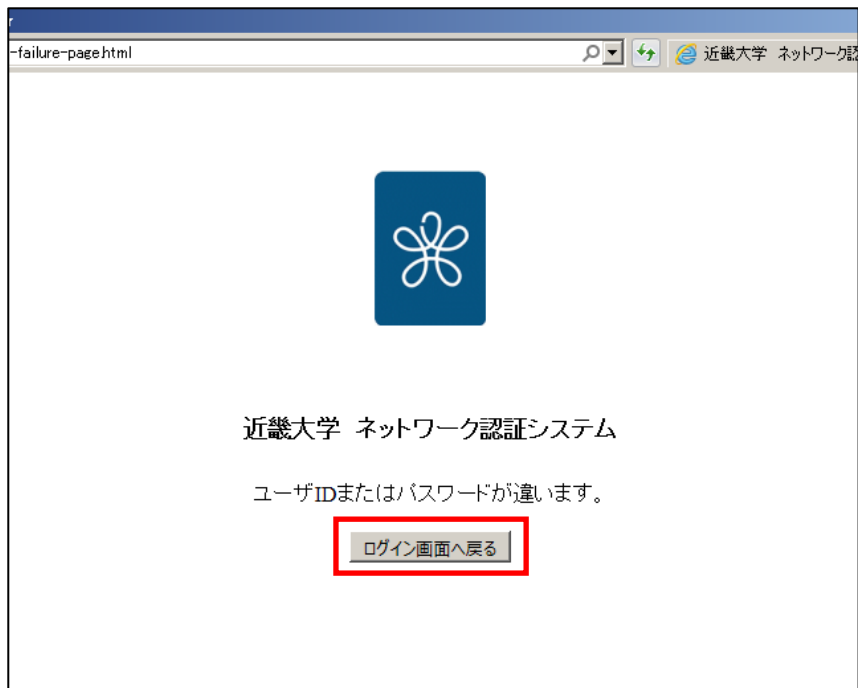 -failure-page.html
近畿大学 ネットワーク認
近畿大学 ネットワーク認証システム
ユーザIDまたはパスワードが違います。
ログイン画面へ戻る